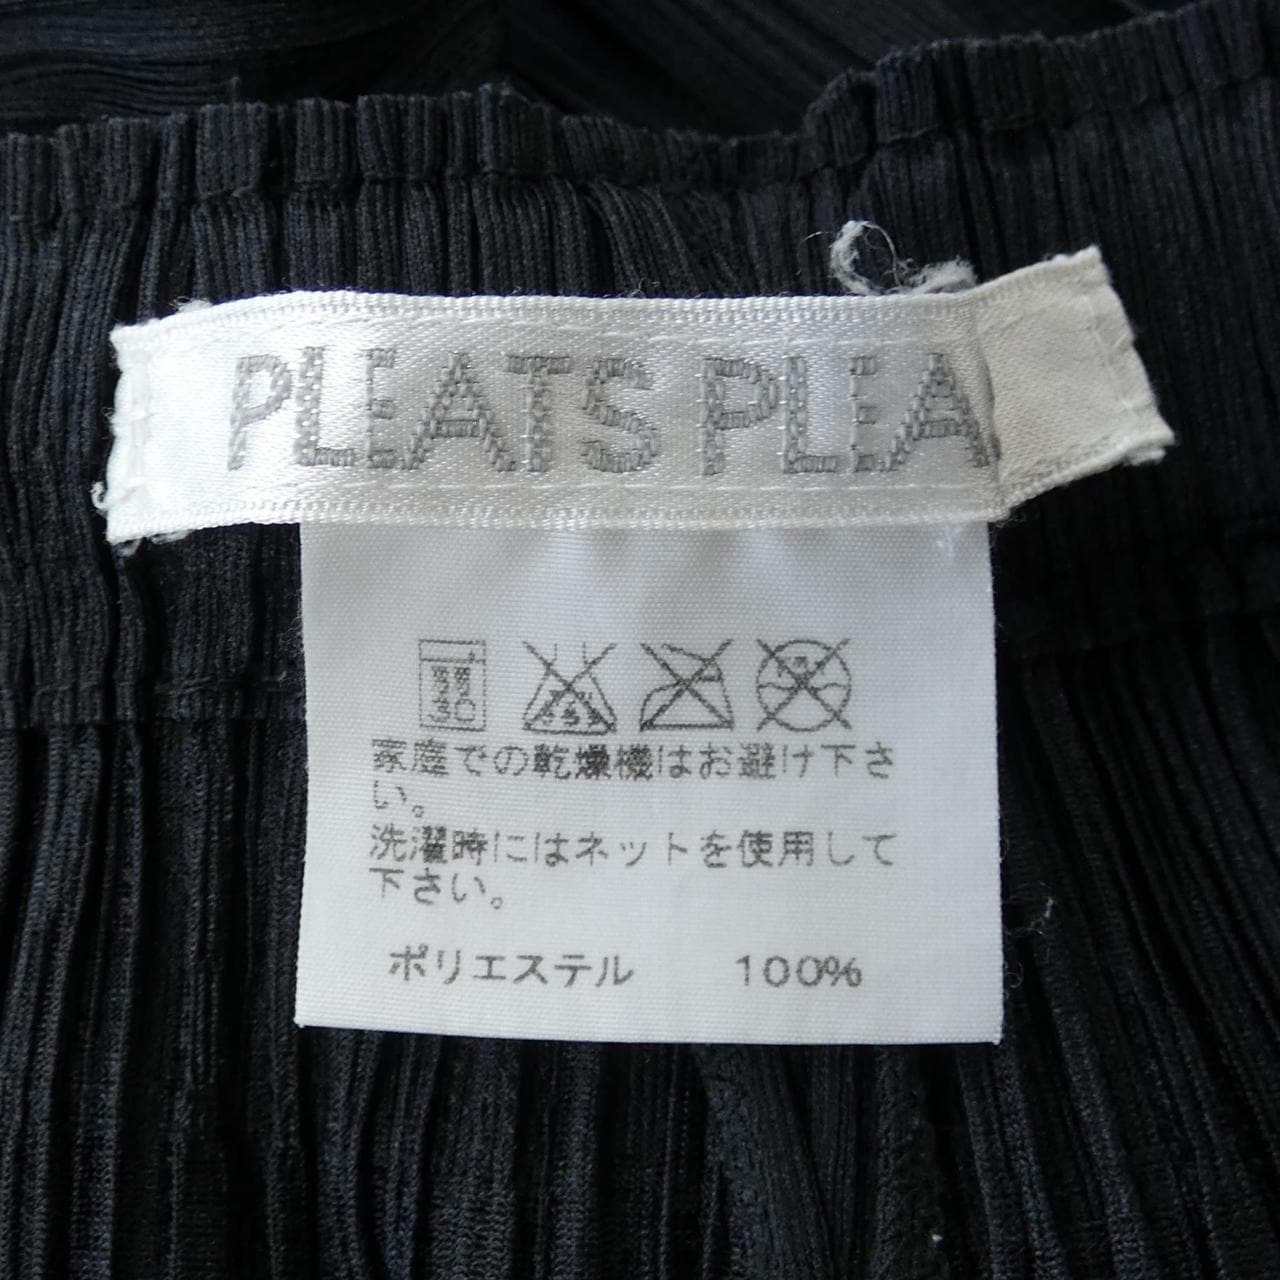 PLEATS PLEA
30
家庭での乾燥機はお避け下さ
い。
洗濯時にはネットを使用して
下さい。
ポリエステル 100%